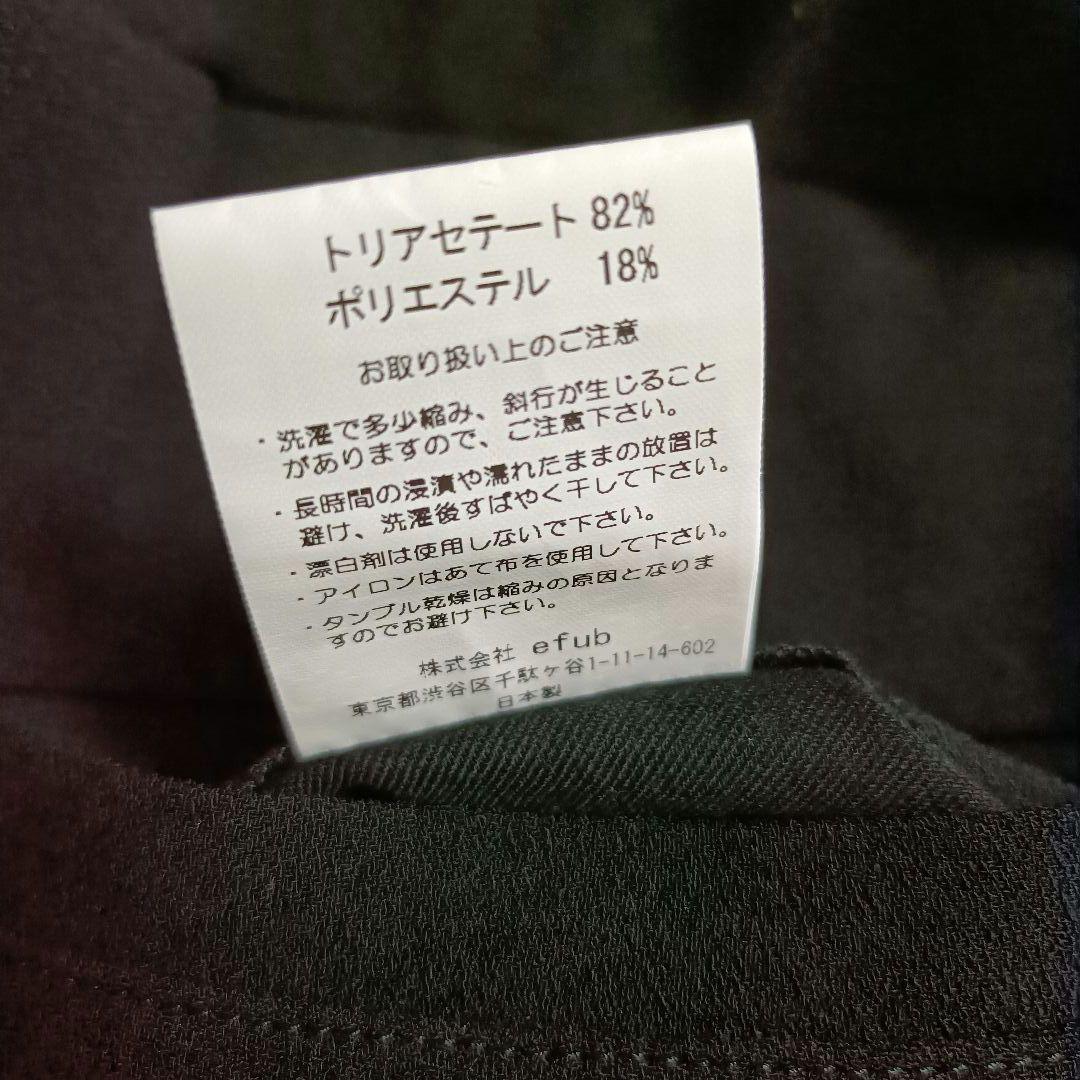 トリアセテート 82%
ポリエステル 18%
お取り扱い上のご注意
・洗濯で多少縮み、斜行が生じること
がありますので、ご注意下さい。
・長時間の浸漬や濡れたままの放置は
避け、洗濯後すばやく干して下さい。
・漂白剤は使用しないで下さい。
・アイロンはあて布を使用して下さい。
・タンブル乾燥は縮みの原因となりま
すのでお避け下さい。
株式会社 efub
東京都渋谷区千駄ヶ谷1-11-14-602
日本製